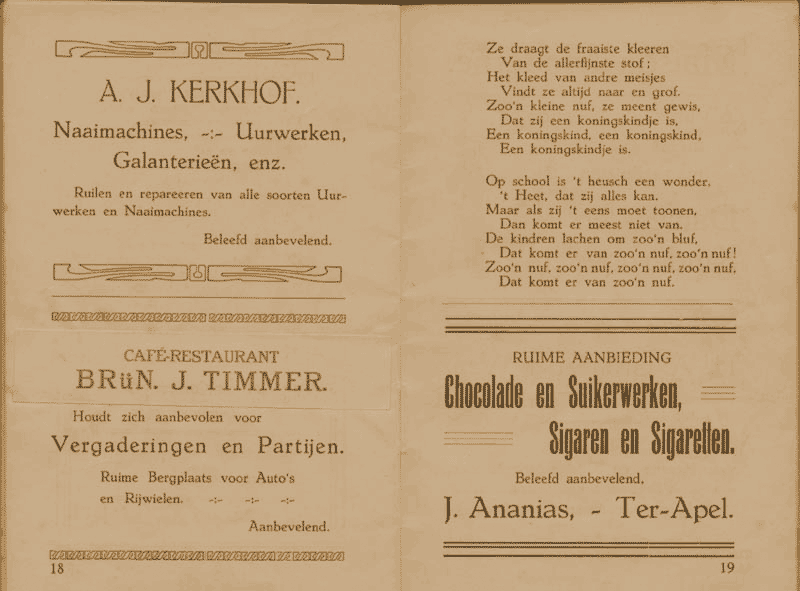 A. J. KERKHOF.
Naaimachines, -:- Uurwerken,
Galanterieën, enz.
Ruilen en repareeren van alle soorten Uur-
werken en Naaimachines.
Beleefd aanbevelend.
CAFÉ-RESTAURANT
BRüN. J. TIMMER.
Houdt zich aanbevolen voor
Vergaderingen en Partijen.
Ruime Bergplaats voor Auto's
en Rijwielen. -:- -:- -:-
Aanbevelend.
18
Ze draagt de fraaiste kleeren
Van de allerfijnste stof;
Het kleed van andre meisjes
Vindt ze altijd naar en grof.
Zoo'n kleine nuf, ze meent gewis,
Dat zij een koningskindje is,
Een koningskind, een koningskind,
Een koningskindje is.
Op school is 't heusch een wonder,
't Heet, dat zij alles kan.
Maar als zij 't eens moet toonen,
Dan komt er meest niet van.
De kindren lachen om zoo'n bluf,
Dat komt er van zoo'n nuf, zoo'n nuf!
Zoo'n nuf, zoo'n nuf, zoo'n nuf, zoo'n nuf,
Dat komt er van zoo'n nuf.
RUIME AANBIEDING
Chocolade en Suikerwerken,
Sigaren en Sigaretten.
Beleefd aanbevelend,
J. Ananias, - Ter-Apel.
19